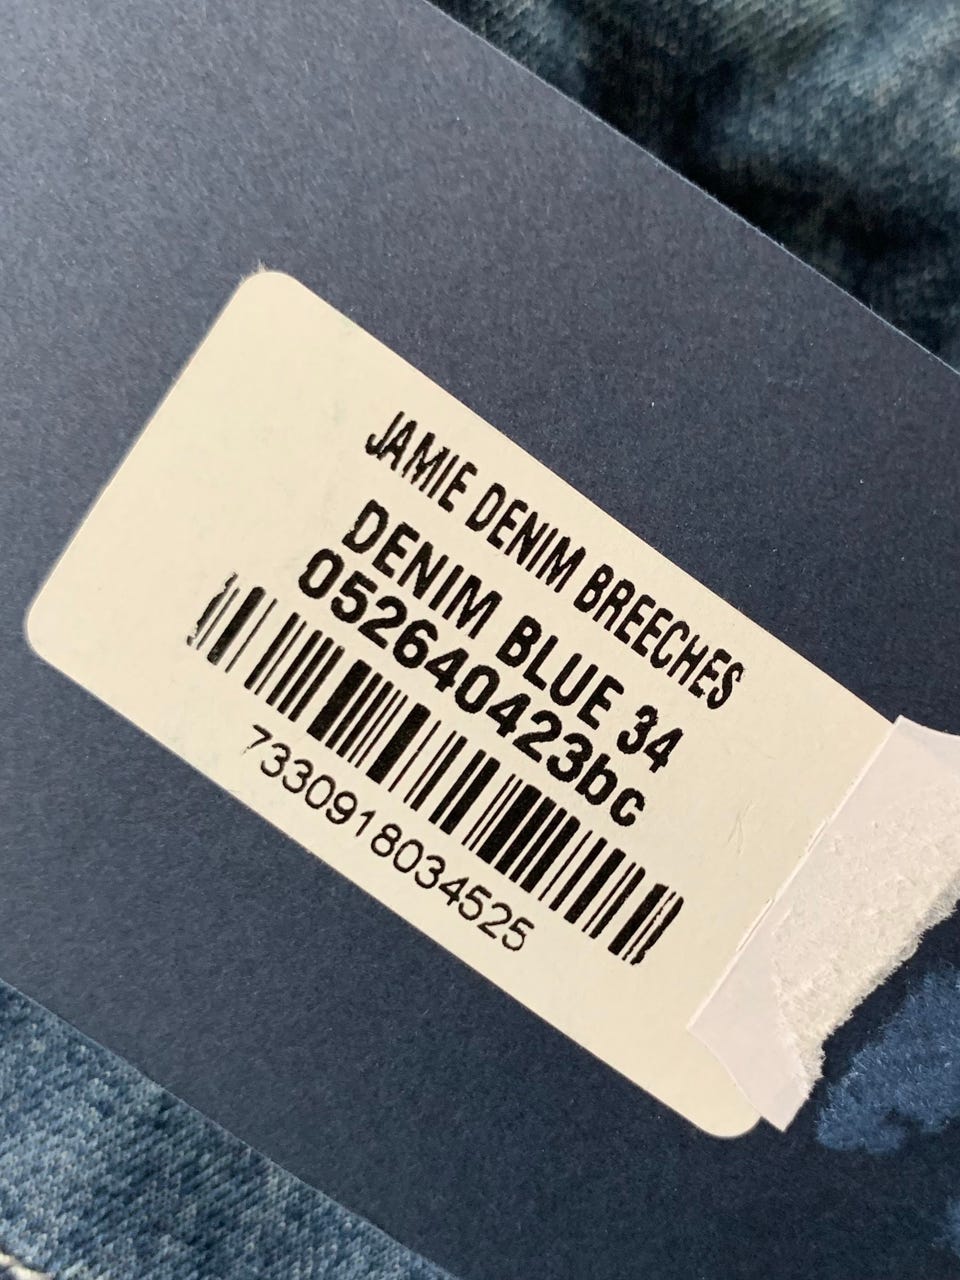 JAMIE DENIM BREECHES
DENIM BLUE 34
052640423bc
7330918034525